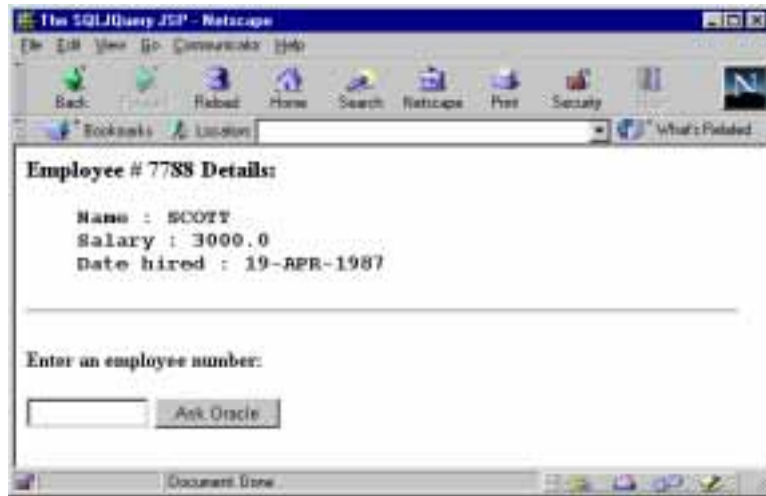 The SQLJQuery JSP - Netscape
File Edit View Go Communicator Help
Back Reload Home Search Netscape Print Security
Bookmarks Location What's Related
Employee # 7788 Details:
Name : SCOTT
Salary : 3000.0
Date hired : 19-APR-1987
Enter an employee number:
Ask Oracle
Document: Done